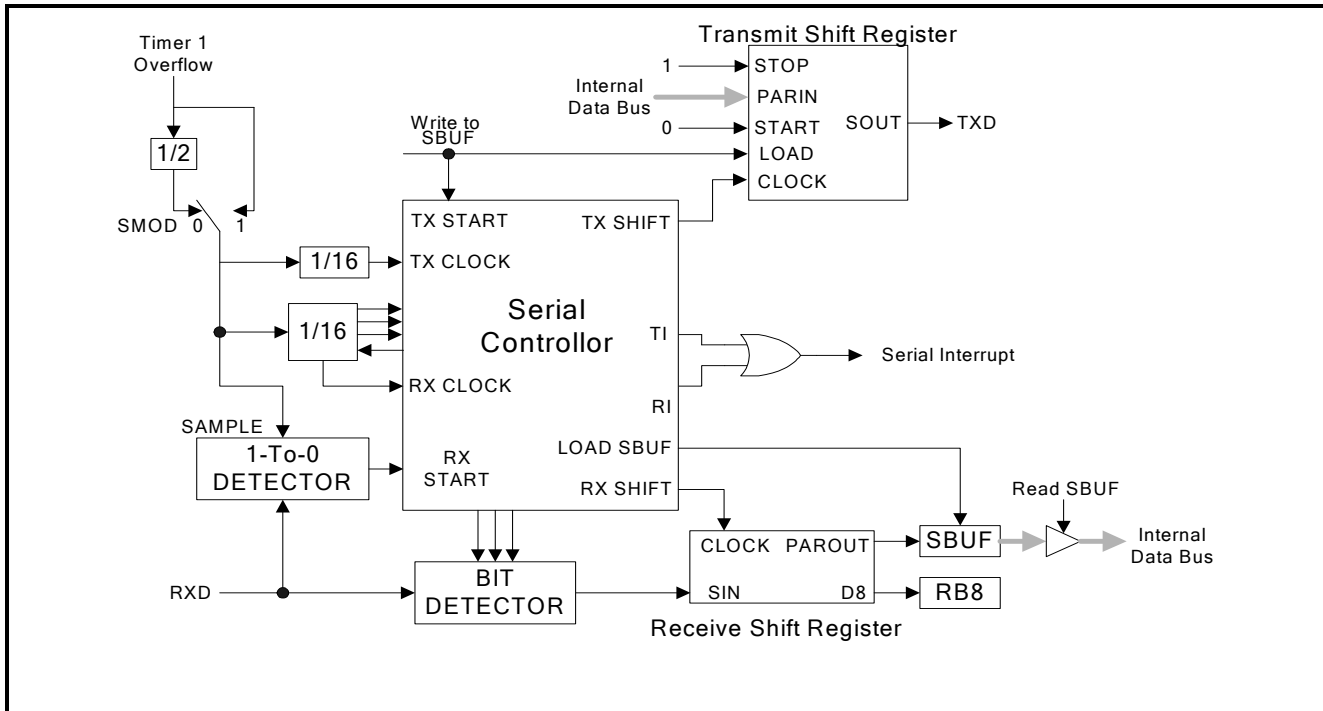 Transmit Shift Register
Timer 1
Overflow
1
STOP
Internal
Data Bus
PARIN
0
START
SOUT
TXD
Write to
SBUF
LOAD
CLOCK
1/2
SMOD 0 1
TX START
TX SHIFT
1/16
TX CLOCK
Serial
Controllor
1/16
TI
Serial Interrupt
RX CLOCK
RI
SAMPLE
1-To-0
DETECTOR
RX
START
LOAD SBUF
RX SHIFT
Read SBUF
CLOCK
PAROUT
SBUF
Internal
Data Bus
RXD
BIT
DETECTOR
SIN
D8
RB8
Receive Shift Register